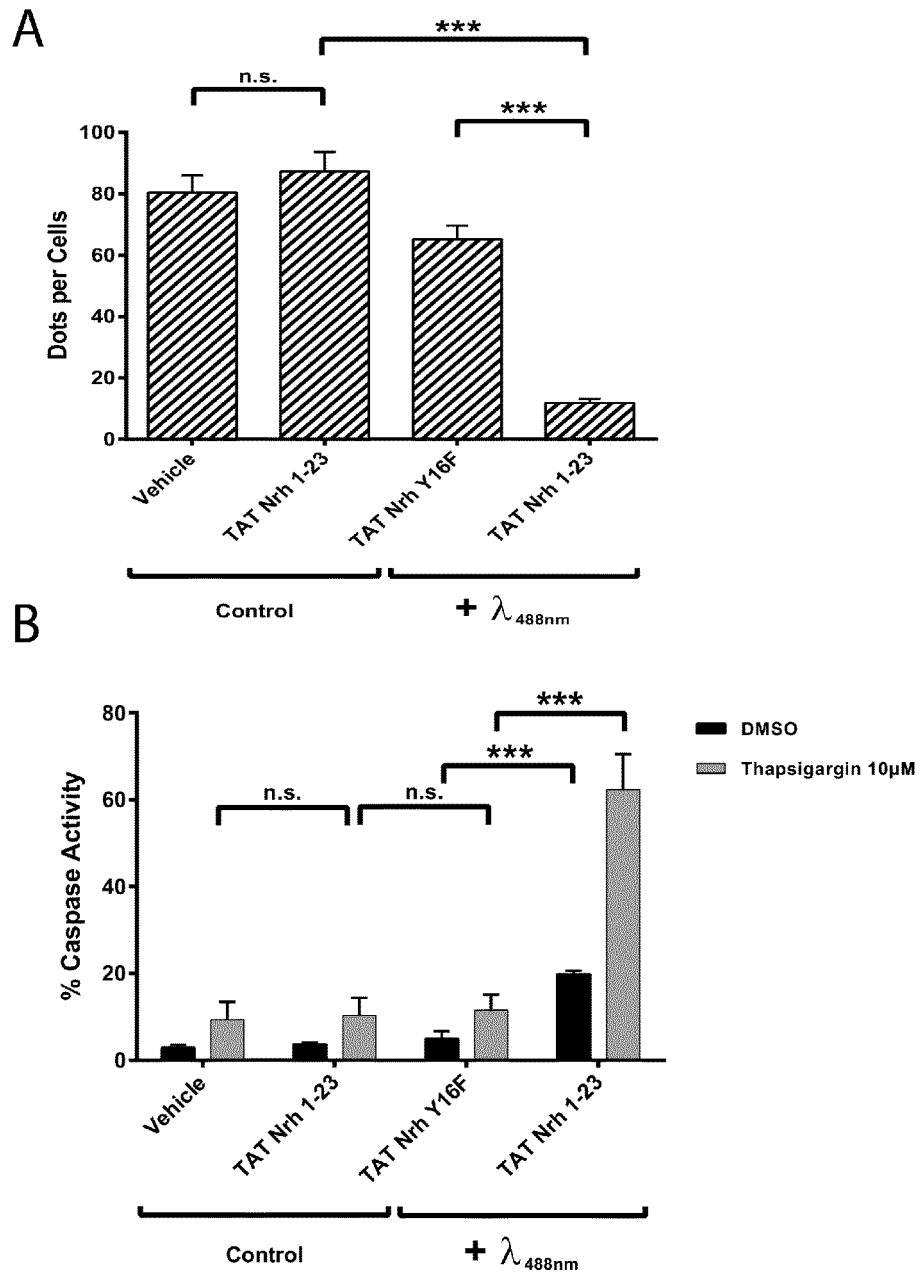 A
***
n.s.
***
100
80
60
40
20
0
Dots per Cells
Vehicle
TAT Nrh 1-23
TAT Nrh Y16F
TAT Nrh 1-23
Control
+ λ488nm
B
80
60
40
20
0
% Caspase Activity
***
***
n.s.
n.s.
DMSO
Thapsigargin 10µM
Vehicle
TAT Nrh 1-23
TAT Nrh Y16F
TAT Nrh 1-23
Control
+ λ488nm